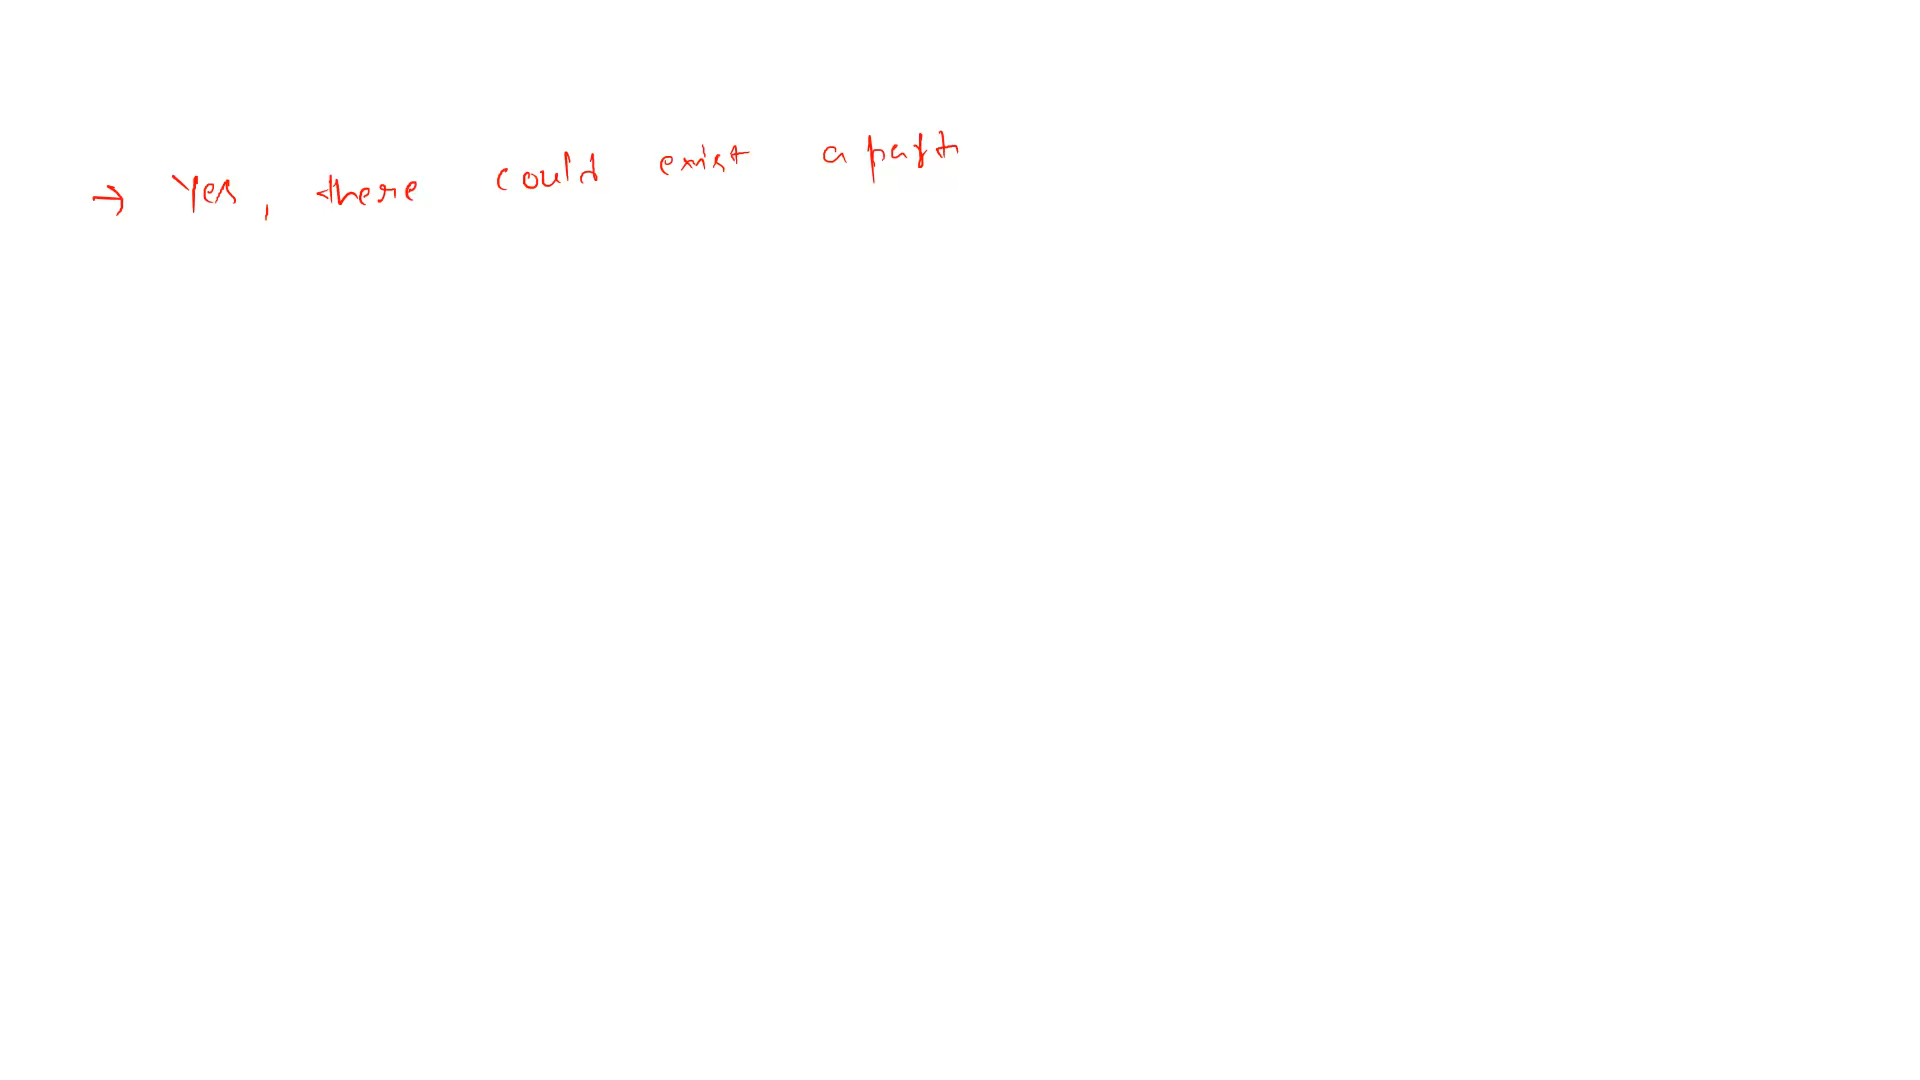 → Yes, there could exist a path